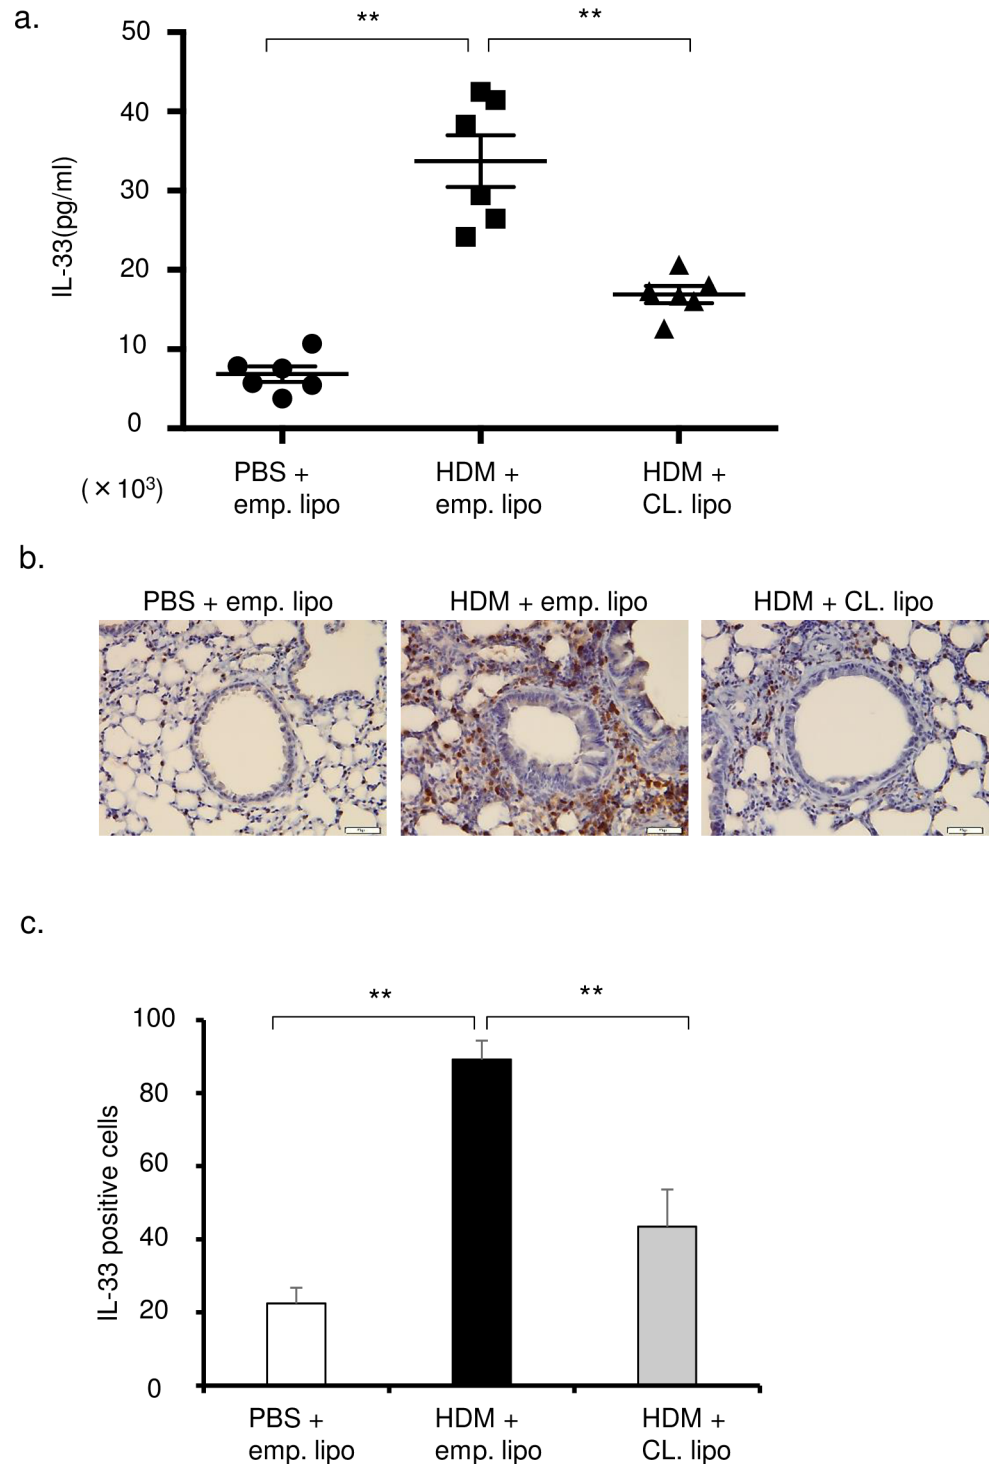 a.
** **
50
40
30
20
10
0
IL-33(pg/ml)
(×10³)
PBS +
emp. lipo
HDM +
emp. lipo
HDM +
CL. lipo
b.
PBS + emp. lipo
HDM + emp. lipo
HDM + CL. lipo
c.
** **
100
80
60
40
20
0
IL-33 positive cells
PBS +
emp. lipo
HDM +
emp. lipo
HDM +
CL. lipo